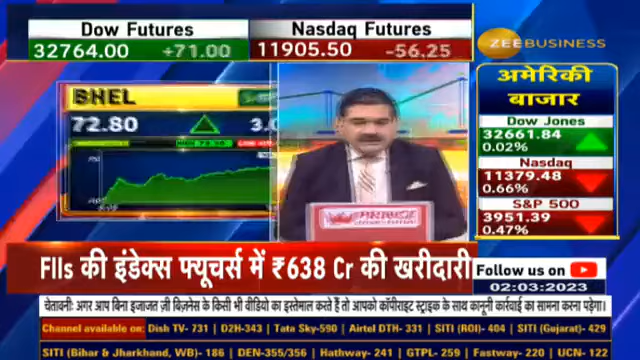 Dow Futures
32764.00 +71.00
Nasdaq Futures
11905.50 -56.25
ZEEBUSINESS
BHEL
72.80 3.0
अमेरिकी
बाजार
Dow Jones
32661.84
0.02%
Nasdaq
11379.48
0.66%
S&P 500
3951.39
0.47%
FIIs की इंडेक्स फ्यूचर्स में ₹638 Cr की खरीदारी
Follow us on
02:03:2023
चेतावनी: अगर आप बिना इजाजत ज़ी बिज़नेस के किसी भी वीडियो का इस्तेमाल करते हैं तो आपको कॉपीराइट स्ट्राइक के साथ कानूनी कार्रवाई का सामना करना पड़ेगा.
Channel available on: Dish TV- 731 | D2H-343 | Tata Sky-590 | Airtel DTH- 331 | SITI (ROI) - 404 | SITI (Gujarat) - 429
SITI (Bihar & Jharkhand, WB)- 186 | DEN-355/356 | Hathway- 241 | GTPL- 259 | Fastway- 220 | UCN- 122